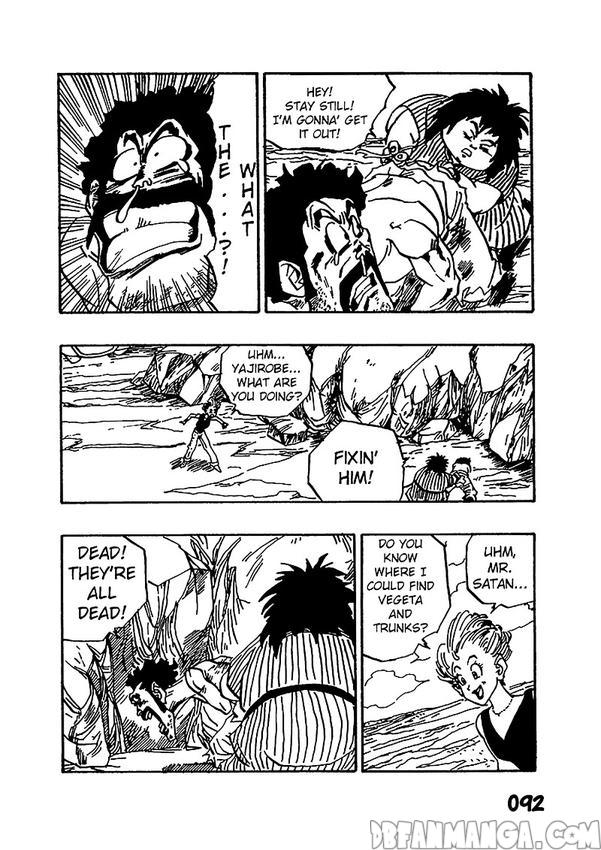 HEY!
STAY STILL!
I'M GONNA' GET
IT OUT!
WHAT
THE...?!
UHM...
YAJIROBE...
WHAT ARE
YOU DOING?
FIXIN'
HIM!
UHM,
MR.
SATAN...
DO YOU
KNOW
WHERE I
COULD FIND
VEGETA
AND
TRUNKS?
DEAD!
THEY'RE
ALL
DEAD!
092
DBFANMANGA.COM